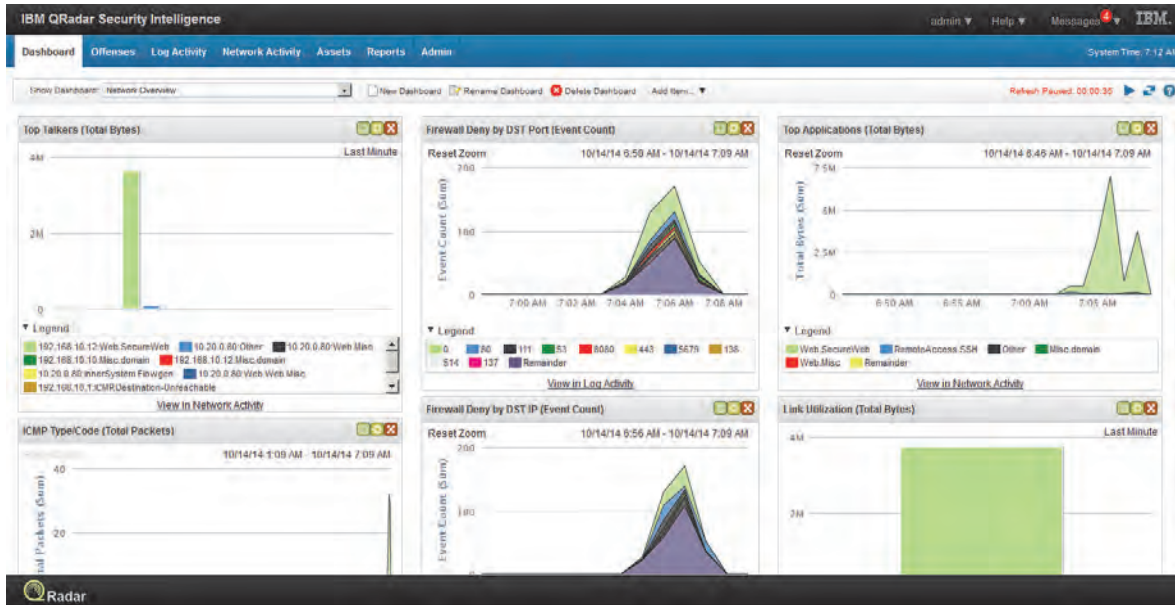 IBM QRadar Security Intelligence
admin ▼ Help ▼ Messages 4 ▼ IBM.
Dashboard Offenses Log Activity Network Activity Assets Reports Admin
System Time: 7:12 A
Show Dashboard: Network Overview
New Dashboard Rename Dashboard Delete Dashboard Add Item... ▼
Refresh Paused: 00:00:35
Top Talkers (Total Bytes)
Last Minute
4M
2M
0
▼ Legend
192.168.10.12:Web.SecureWeb 10.20.0.80:Other 10.20.0.80:Web.Misc
192.168.10.10:Misc.domain 192.168.10.12:Misc.domain
10.20.0.80:InnerSystem.Flowgen 10.20.0.80:Web.Web.Misc
192.168.10.1:ICMP.Destination-Unreachable
View in Network Activity
Firewall Deny by DST Port (Event Count)
Reset Zoom 10/14/14 6:50 AM - 10/14/14 7:09 AM
Event Count (Sum)
200
100
0
7:00 AM 7:02 AM 7:04 AM 7:06 AM 7:08 AM
▼ Legend
0 80 111 53 8080 443 5679 138
514 137 Remainder
View in Log Activity
Top Applications (Total Bytes)
Reset Zoom 10/14/14 6:46 AM - 10/14/14 7:09 AM
Total Bytes (Sum)
7.5M
5M
2.5M
0
6:50 AM 6:55 AM 7:00 AM 7:05 AM
▼ Legend
Web.SecureWeb RemoteAccess.SSH Other Misc.domain
Web.Misc Remainder
View in Network Activity
ICMP Type/Code (Total Packets)
10/14/14 1:09 AM - 10/14/14 7:09 AM
40
20
al Packets (Sum)
Firewall Deny by DST IP (Event Count)
Reset Zoom 10/14/14 6:56 AM - 10/14/14 7:09 AM
Event Count (Sum)
200
100
0
Link Utilization (Total Bytes)
Last Minute
4M
2M
QRadar